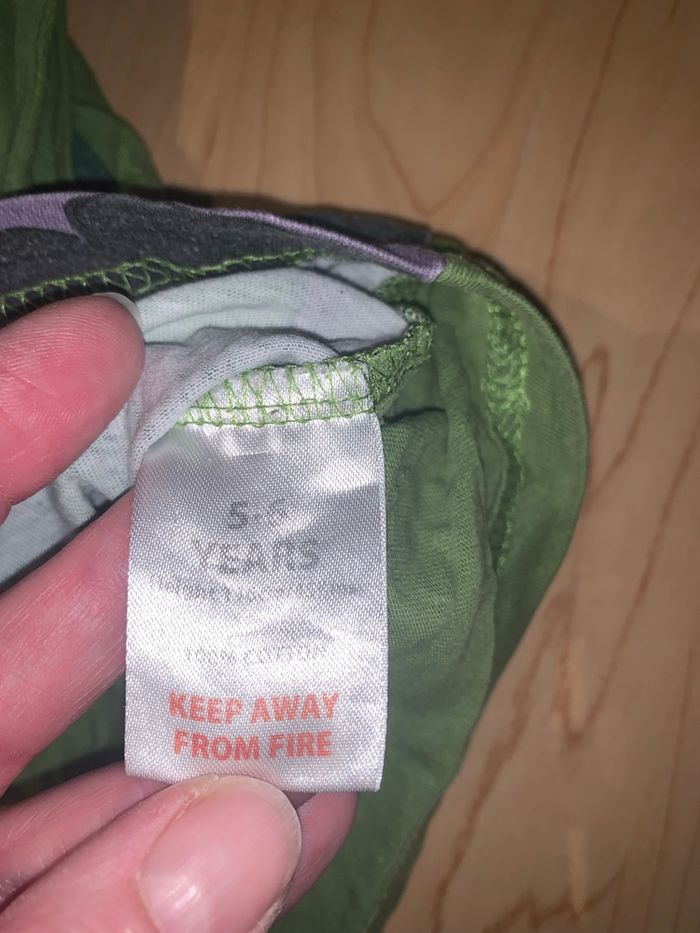 5-6
YEARS
100% COTTON
KEEP AWAY
FROM FIRE